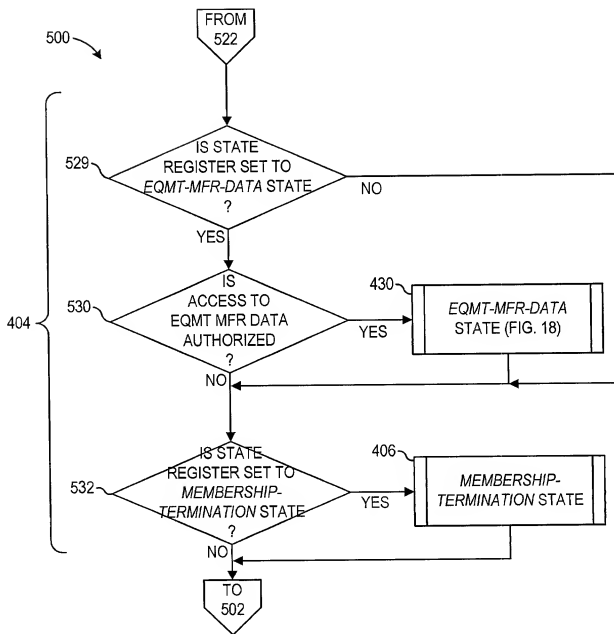 FROM
522
500
IS STATE
REGISTER SET TO
EQMT-MFR-DATA STATE
?
529
NO
YES
IS
ACCESS TO
EQMT MFR DATA
AUTHORIZED
?
530
YES
430
EQMT-MFR-DATA
STATE (FIG. 18)
404
NO
IS STATE
REGISTER SET TO
MEMBERSHIP-
TERMINATION STATE
?
532
YES
406
MEMBERSHIP-
TERMINATION STATE
NO
TO
502